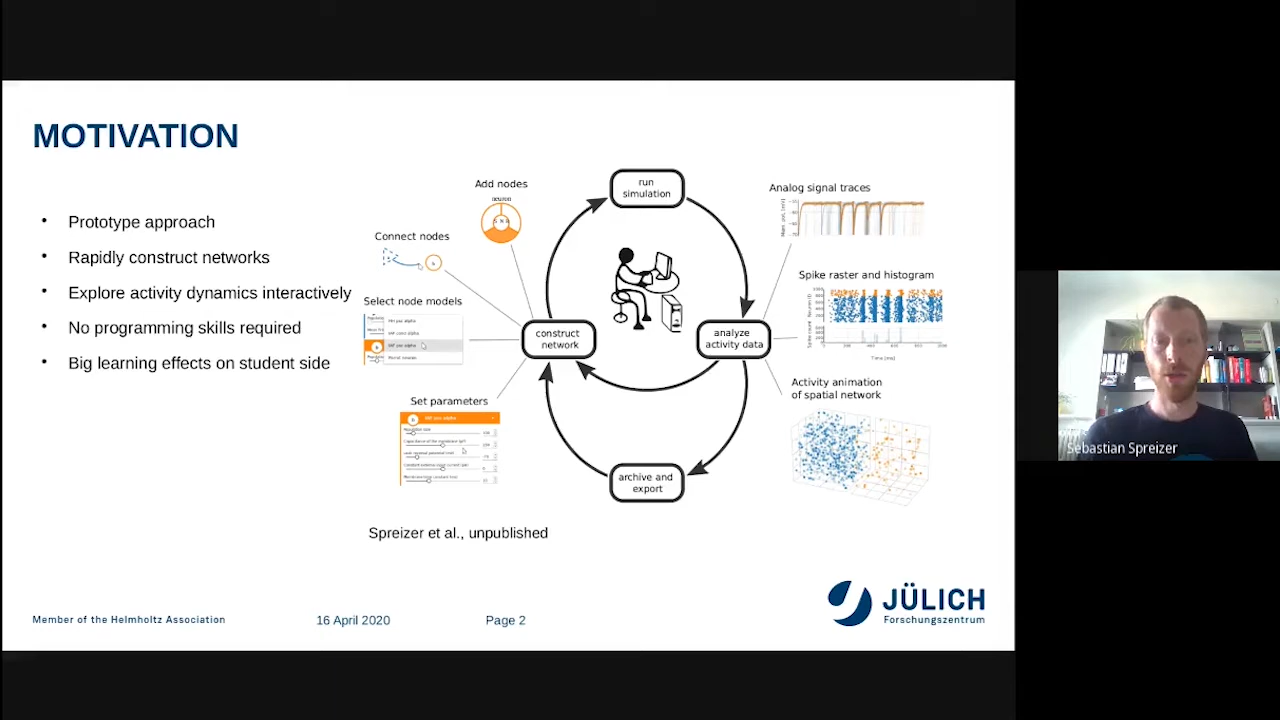 MOTIVATION
• Prototype approach
• Rapidly construct networks
• Explore activity dynamics interactively
• No programming skills required
• Big learning effects on student side
Add nodes
neuron
Connect nodes
Select node models
Set parameters
run
simulation
construct
network
analyze
activity data
archive and
export
Analog signal traces
Spike raster and histogram
Time [ms]
Activity animation
of spatial network
Spreizer et al., unpublished
Member of the Helmholtz Association
16 April 2020
Page 2
JÜLICH
Forschungszentrum
Sebastian Spreizer